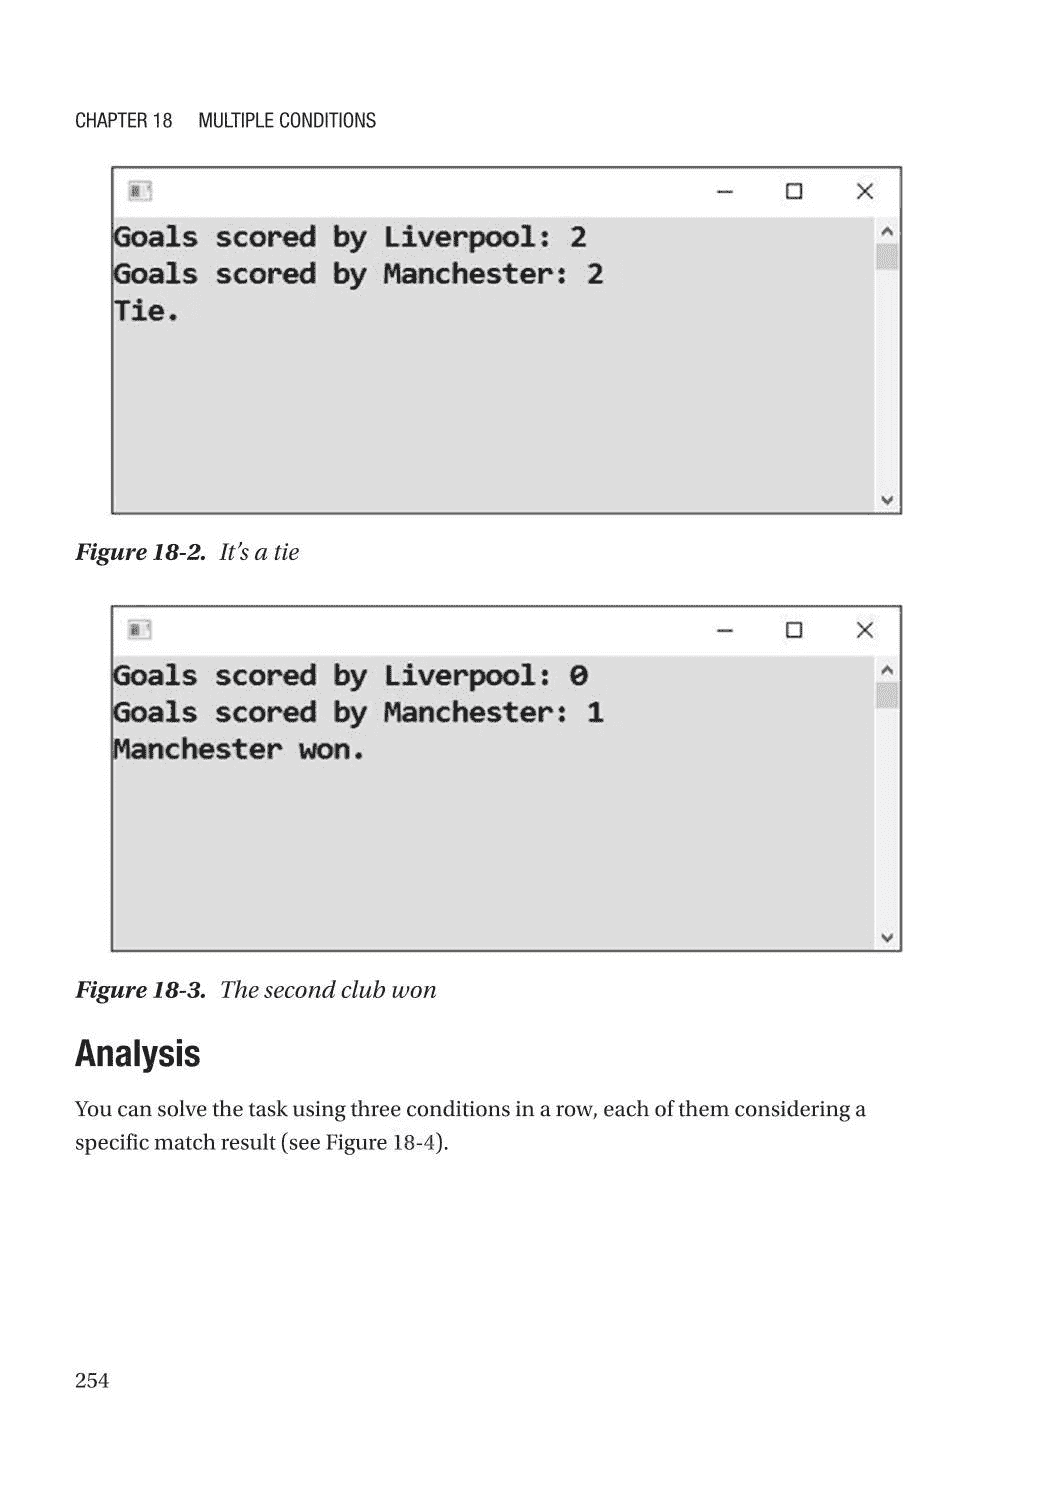 CHAPTER 18 MULTIPLE CONDITIONS
Goals scored by Liverpool: 2
Goals scored by Manchester: 2
Tie.
Figure 18-2. It’s a tie
Goals scored by Liverpool: 0
Goals scored by Manchester: 1
Manchester won.
Figure 18-3. The second club won
Analysis
You can solve the task using three conditions in a row, each of them considering a
specific match result (see Figure 18-4).
254